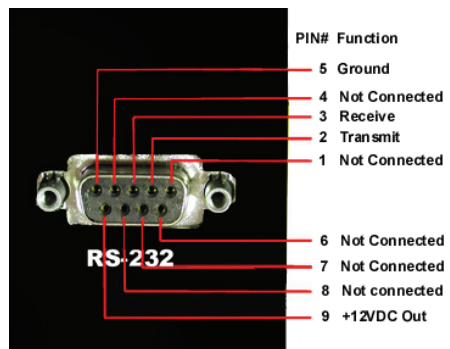 PIN# Function
5 Ground
4 Not Connected
3 Receive
2 Transmit
1 Not Connected
RS-232
6 Not Connected
7 Not Connected
8 Not connected
9 +12VDC Out